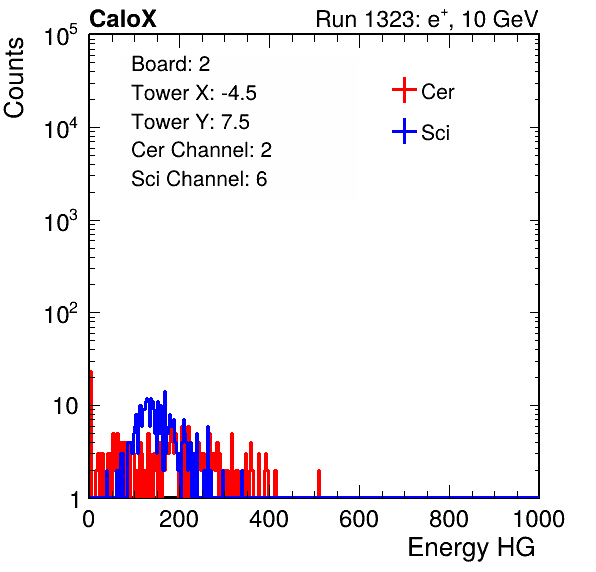 CaloX Run 1323: e⁺, 10 GeV
Counts
Board: 2
Tower X: -4.5
Tower Y: 7.5
Cer Channel: 2
Sci Channel: 6
Cer
Sci
10⁵
10⁴
10³
10²
10
1
0 200 400 600 800 1000
Energy HG